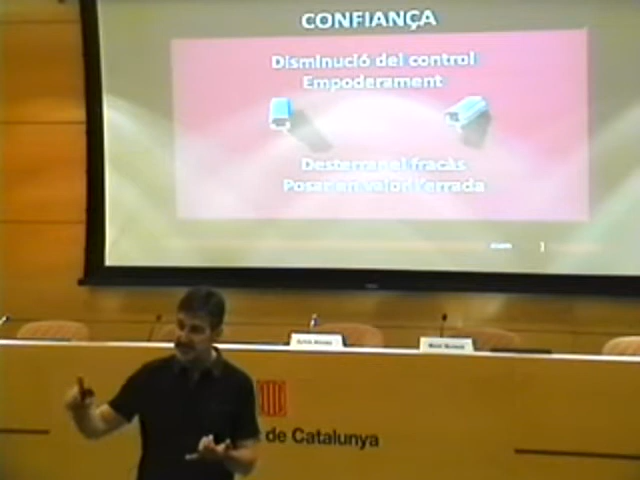 CONFIANÇA
Disminució del control
Empoderament
Desterrar el fracàs
Posar en valor l'errada
de Catalunya